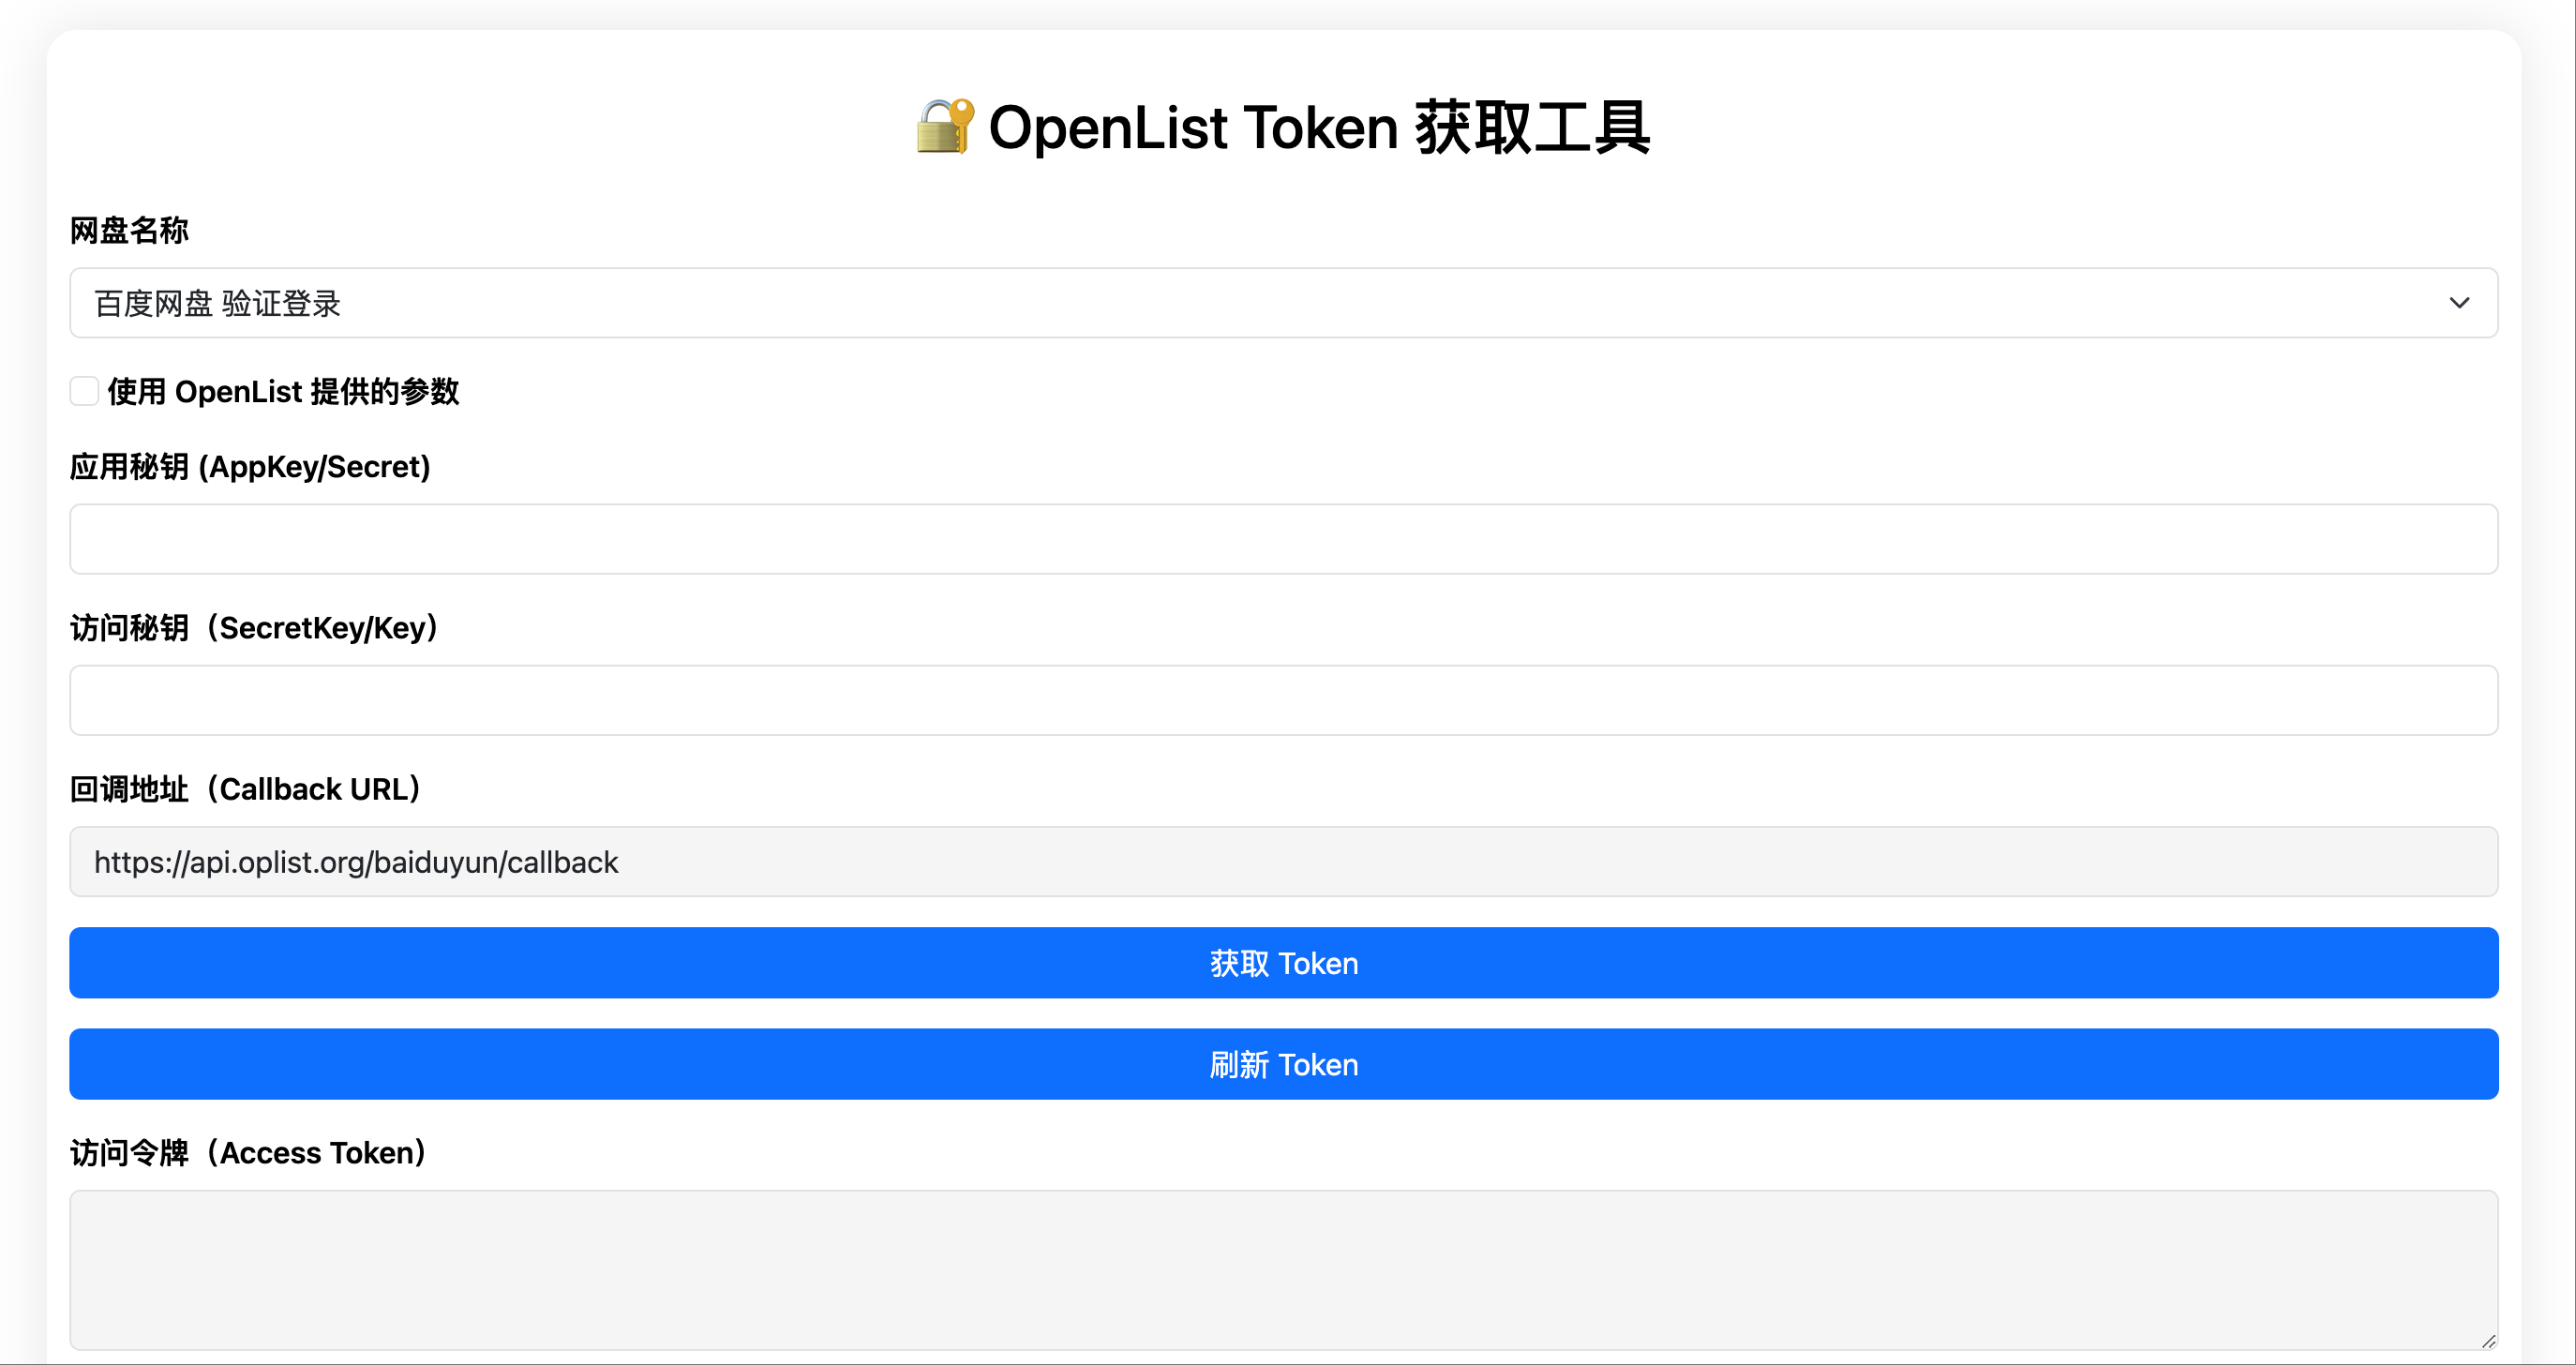 🔐 OpenList Token 获取工具
网盘名称
百度网盘 验证登录
使用 OpenList 提供的参数
应用秘钥 (AppKey/Secret)
访问秘钥（SecretKey/Key）
回调地址（Callback URL）
https://api.oplist.org/baiduyun/callback
获取 Token
刷新 Token
访问令牌（Access Token）